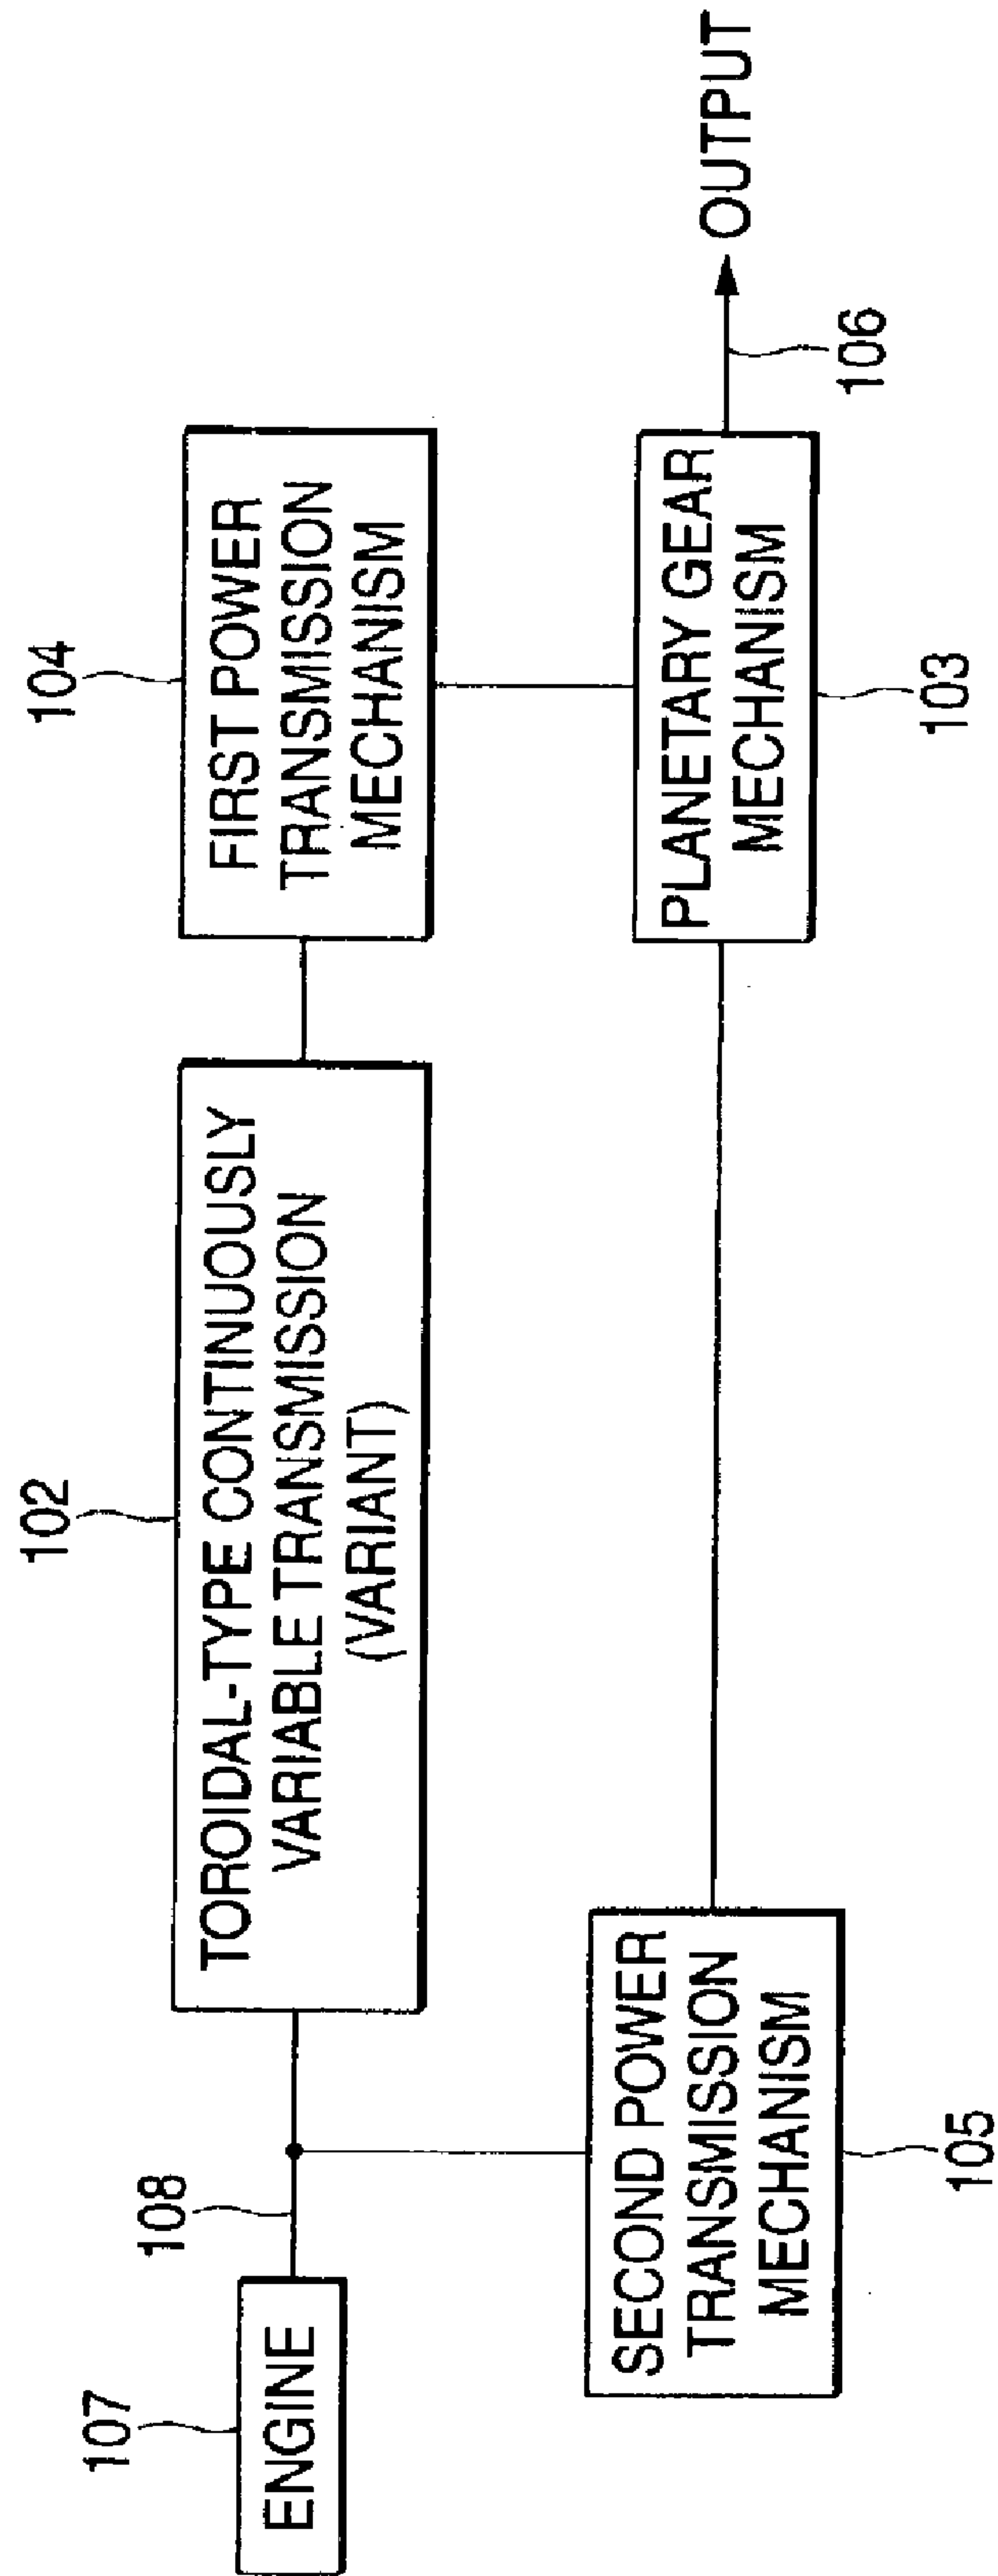 107
ENGINE
108
102
TOROIDAL-TYPE CONTINUOUSLY
VARIABLE TRANSMISSION
(VARIANT)
104
FIRST POWER
TRANSMISSION
MECHANISM
SECOND POWER
TRANSMISSION
MECHANISM
105
PLANETARY GEAR
MECHANISM
103
106
OUTPUT